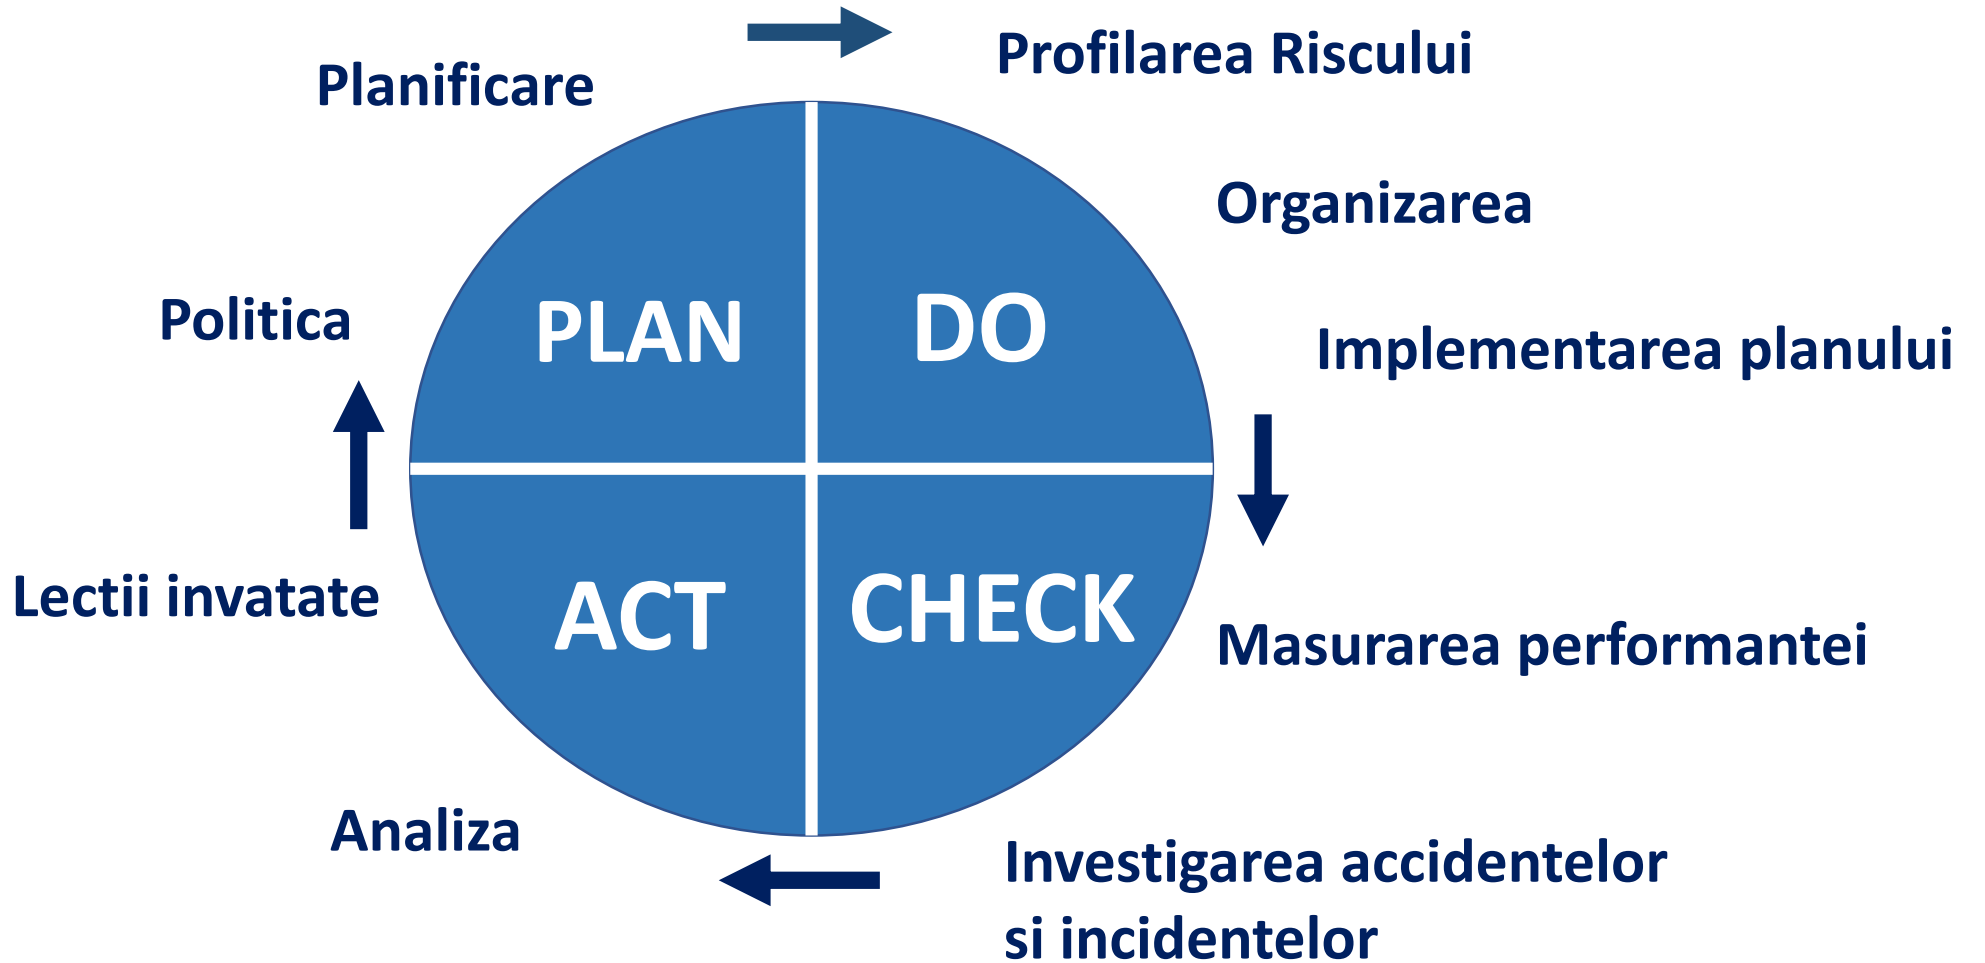 Planificare
Profilarea Riscului
Organizarea
Politica
PLAN
DO
Implementarea planului
Lectii invatate
ACT
CHECK
Masurarea performantei
Analiza
Investigarea accidentelor
si incidentelor